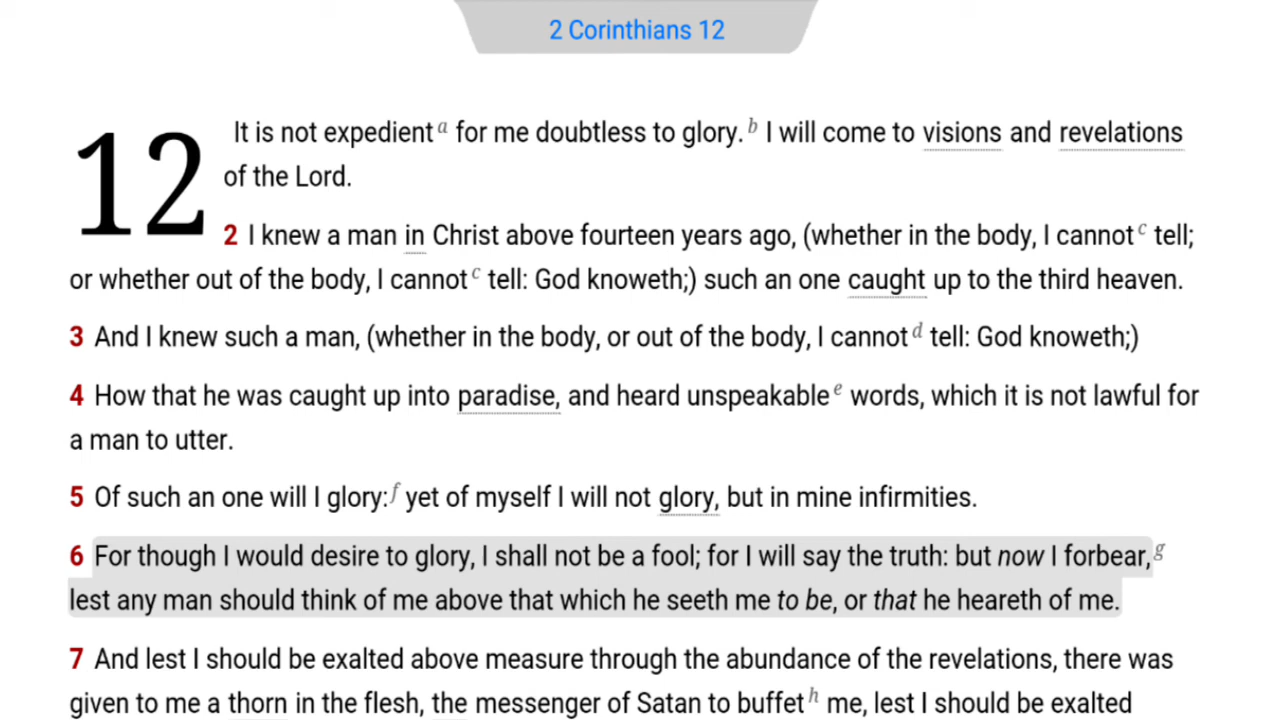 2 Corinthians 12
12 It is not expedient a for me doubtless to glory. b I will come to visions and revelations
of the Lord.
2 I knew a man in Christ above fourteen years ago, (whether in the body, I cannot c tell;
or whether out of the body, I cannot c tell: God knoweth;) such an one caught up to the third heaven.
3 And I knew such a man, (whether in the body, or out of the body, I cannot d tell: God knoweth;)
4 How that he was caught up into paradise, and heard unspeakable e words, which it is not lawful for
a man to utter.
5 Of such an one will I glory: f yet of myself I will not glory, but in mine infirmities.
6 For though I would desire to glory, I shall not be a fool; for I will say the truth: but now I forbear, g
lest any man should think of me above that which he seeth me to be, or that he heareth of me.
7 And lest I should be exalted above measure through the abundance of the revelations, there was
given to me a thorn in the flesh, the messenger of Satan to buffet h me, lest I should be exalted